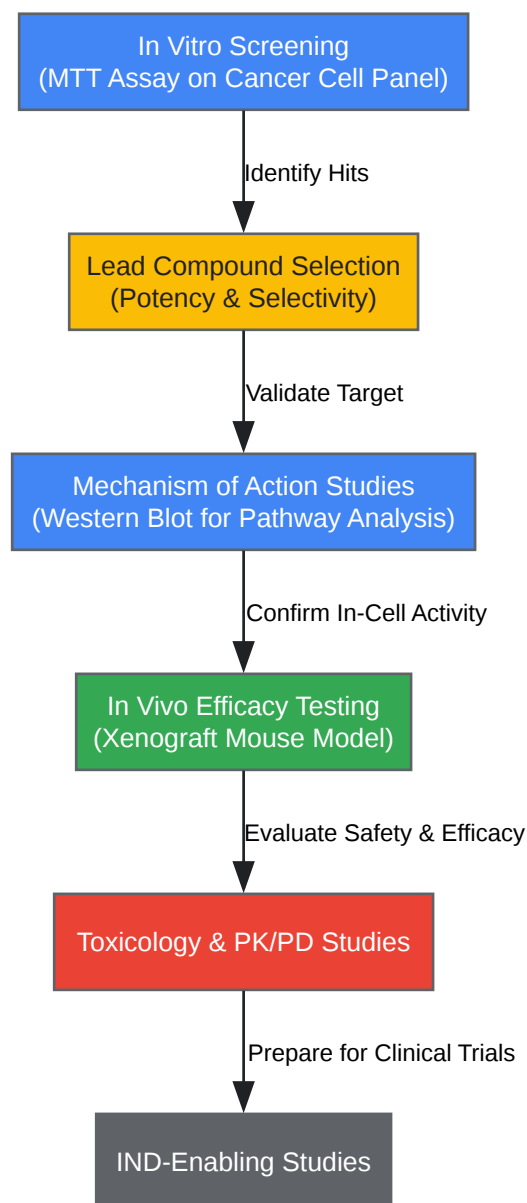 In Vitro Screening
(MTT Assay on Cancer Cell Panel)
Identify Hits
Lead Compound Selection
(Potency & Selectivity)
Validate Target
Mechanism of Action Studies
(Western Blot for Pathway Analysis)
Confirm In-Cell Activity
In Vivo Efficacy Testing
(Xenograft Mouse Model)
Evaluate Safety & Efficacy
Toxicology & PK/PD Studies
Prepare for Clinical Trials
IND-Enabling Studies